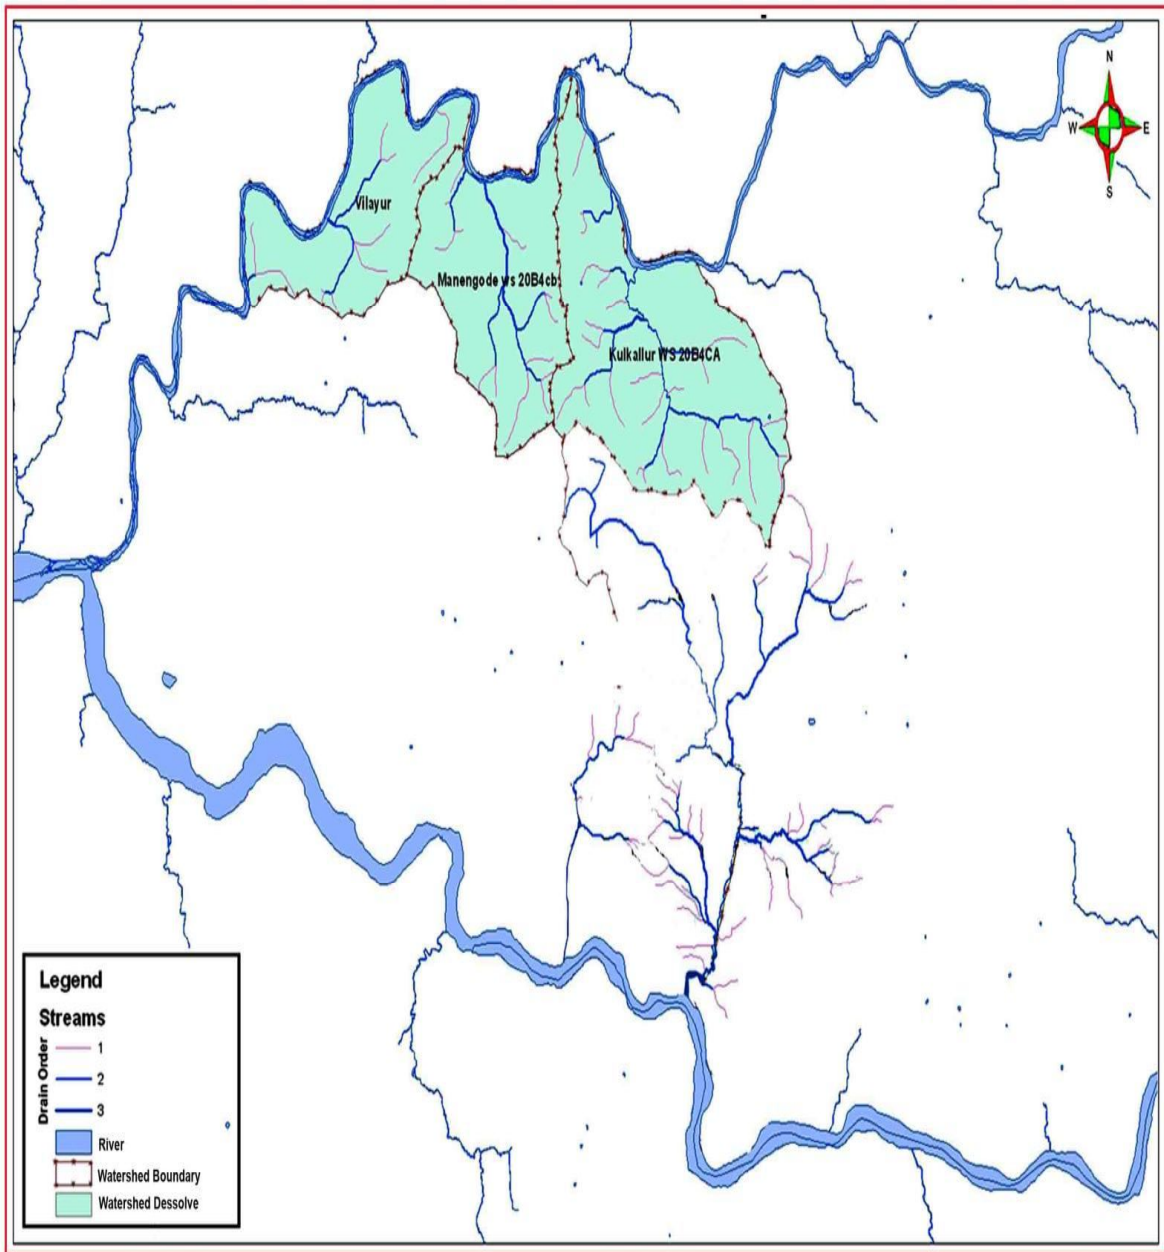 N
W E
S
Vilayur
Manengode ws 20B4cb
Kulkallur WS 20B4CA
Legend
Streams
Drain Order
1
2
3
River
Watershed Boundary
Watershed Dessolve